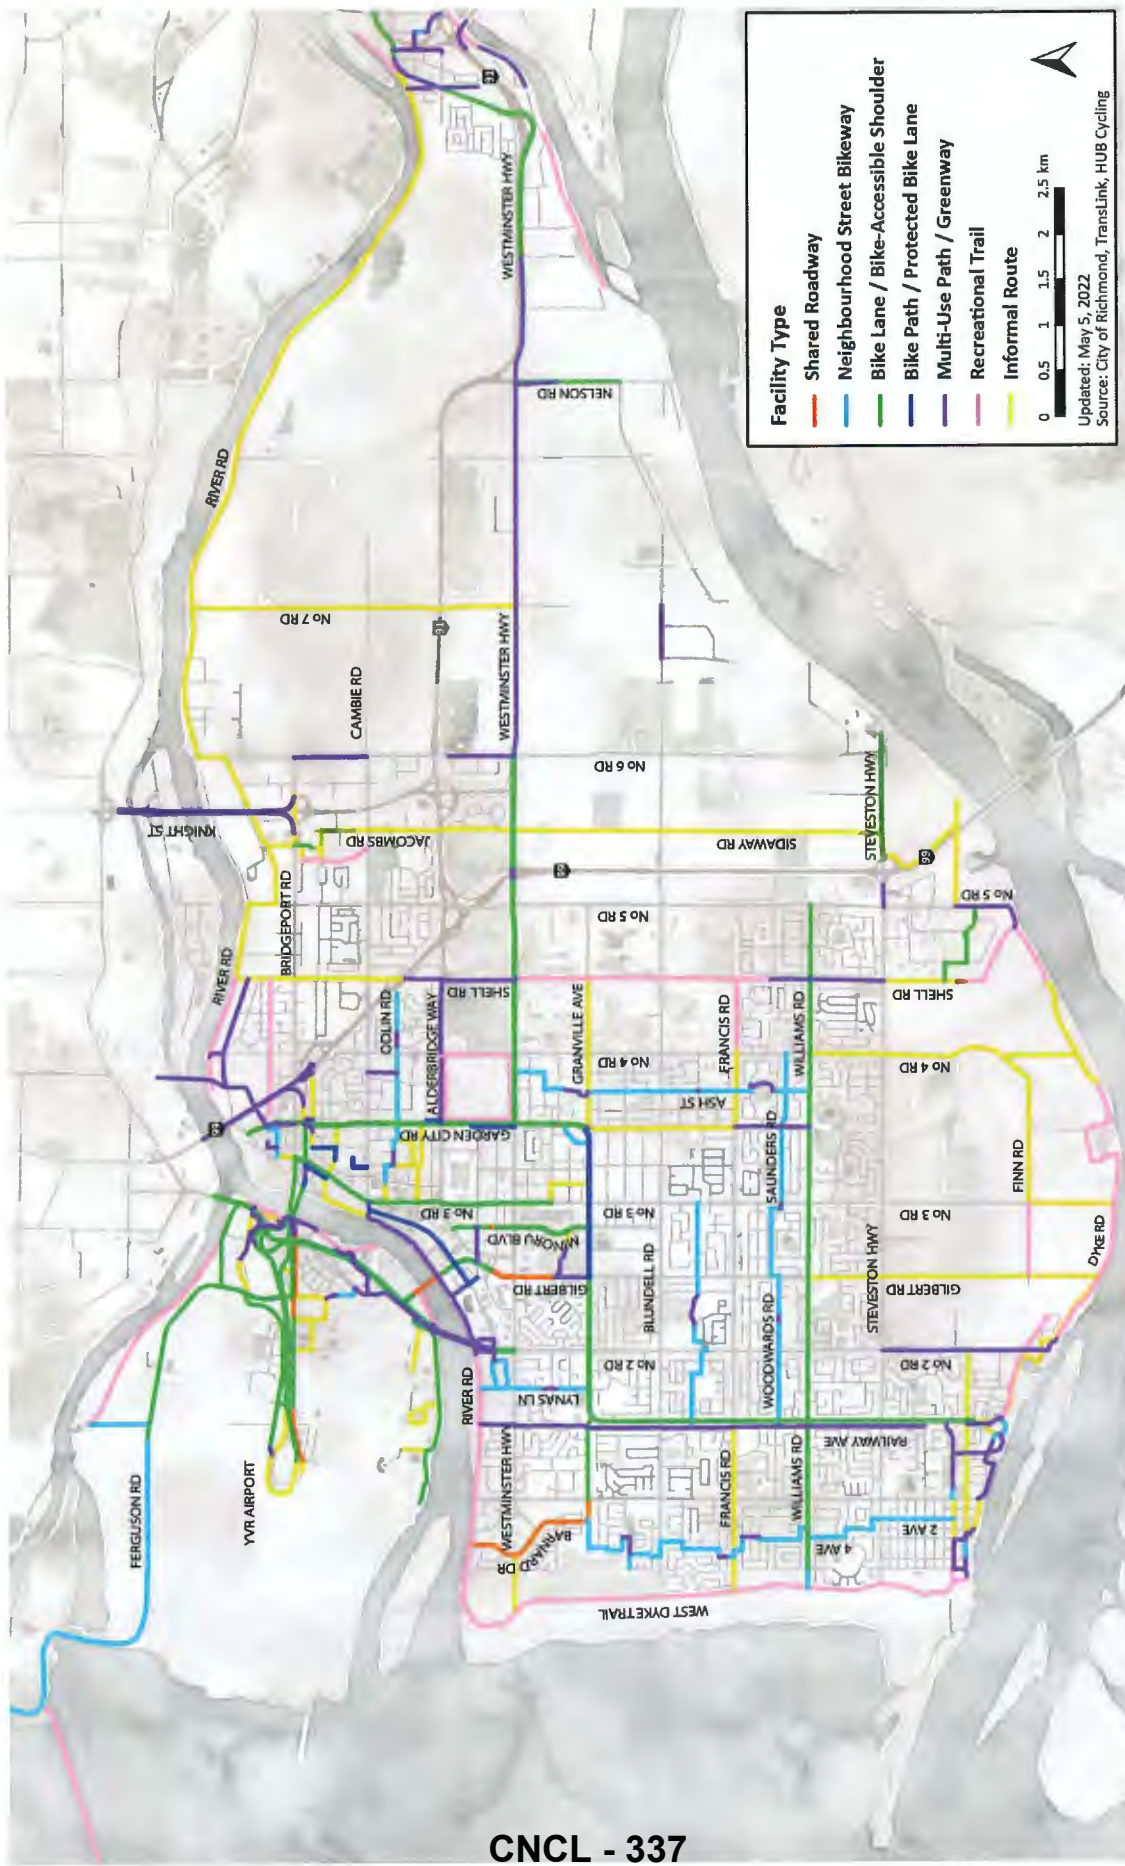 RIVER RD
WESTMINSTER HWY
91
NELSON RD
No 7 RD
91
CAMBIE RD
WESTMINSTER HWY
No 6 RD
KNIGHT ST
JACOMBS RD
SIDAWAY RD
STEVESTON HWY
99
99
BRIDGEPORT RD
No 5 RD
No 5 RD
RIVER RD
SHELL RD
SHELL RD
ODLIN RD
ALDERBRIDGE WAY
GRANVILLE AVE
FRANCIS RD
WILLIAMS RD
No 4 RD
No 4 RD
ASH ST
GARDEN CITY RD
SAUNDERS RD
FINN RD
No 3 RD
No 3 RD
No 3 RD
MINORU BLVD
GILBERT RD
GILBERT RD
BLUNDELL RD
STEVESTON HWY
DYKE RD
No 2 RD
No 2 RD
WOODWARDS RD
RIVER RD
LYNAS LN
RAILWAY AVE
WESTMINSTER HWY
FRANCIS RD
WILLIAMS RD
YVR AIRPORT
FERGUSON RD
BARNARD DR
4 AVE
2 AVE
WEST DYKE TRAIL
Facility Type
Shared Roadway
Neighbourhood Street Bikeway
Bike Lane / Bike-Accessible Shoulder
Bike Path / Protected Bike Lane
Multi-Use Path / Greenway
Recreational Trail
Informal Route
0 0.5 1 1.5 2 2.5 km
Updated: May 5, 2022
Source: City of Richmond, TransLink, HUB Cycling
CNCL - 337